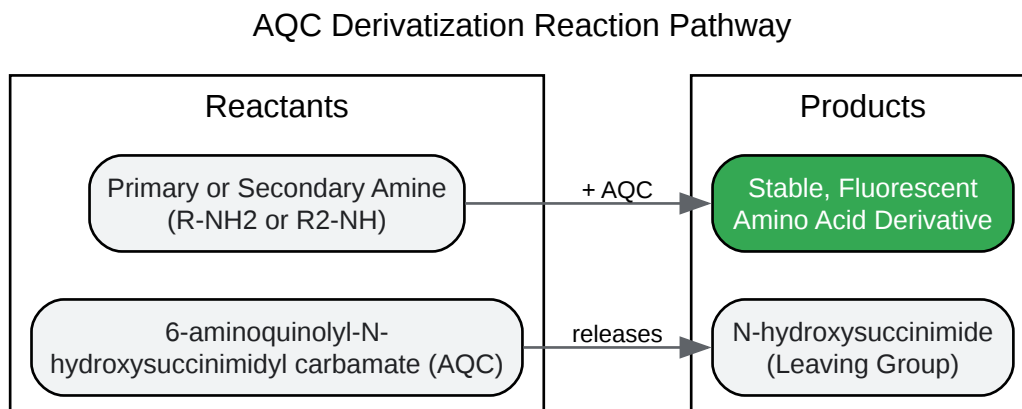 AQC Derivatization Reaction Pathway
Reactants
Products
Primary or Secondary Amine
(R-NH2 or R2-NH)
+ AQC
Stable, Fluorescent
Amino Acid Derivative
6-aminoquinolyl-N-
hydroxysuccinimidyl carbamate (AQC)
releases
N-hydroxysuccinimide
(Leaving Group)